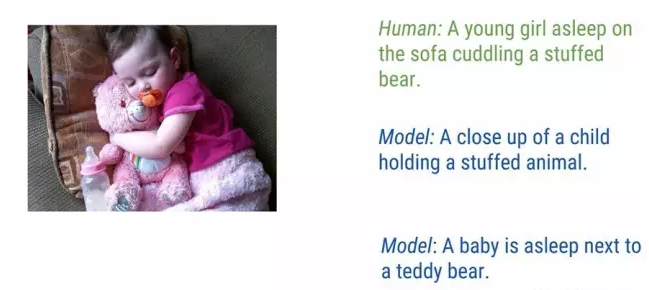 Human: A young girl asleep on
the sofa cuddling a stuffed
bear.
Model: A close up of a child
holding a stuffed animal.
Model: A baby is asleep next to
a teddy bear.